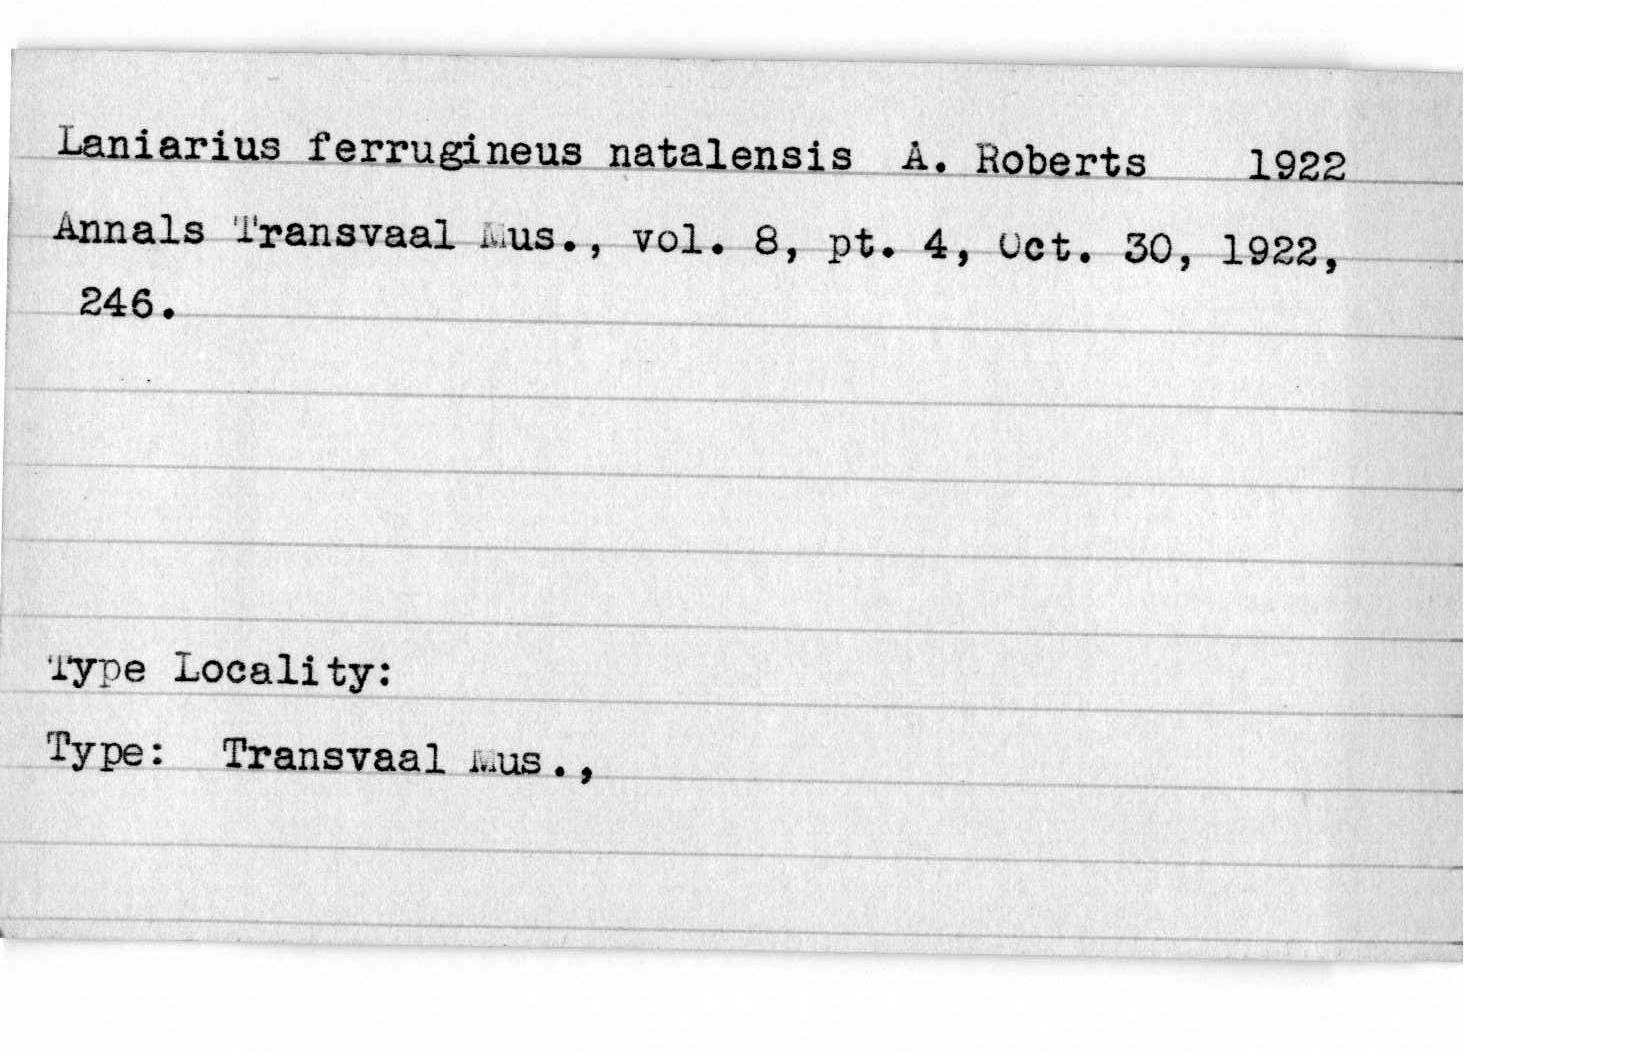 Laniarius ferrugineus natalensis A. Roberts 1922
Annals Transvaal Mus., vol. 8, pt. 4, Oct. 30, 1922,
246.
Type Locality:
Type: Transvaal Mus.,